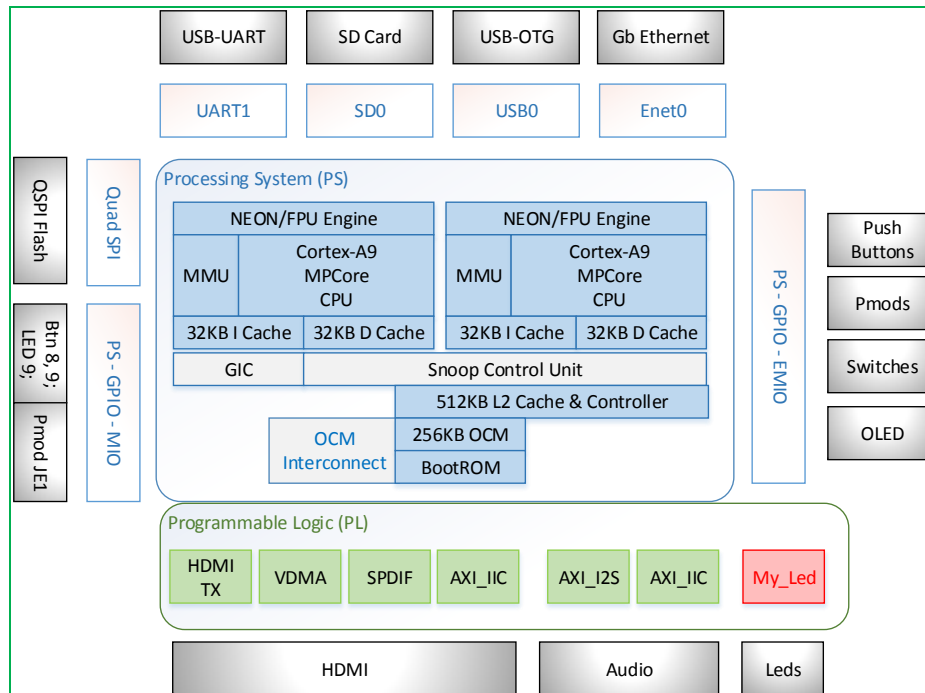 USB-UART
SD Card
USB-OTG
Gb Ethernet
UART1
SD0
USB0
Enet0
QSPI Flash
Quad SPI
Btn 8, 9;
LED 9;
Pmod JE1
PS - GPIO - MIO
Processing System (PS)
NEON/FPU Engine
MMU
Cortex-A9
MPCore
CPU
32KB I Cache
32KB D Cache
NEON/FPU Engine
MMU
Cortex-A9
MPCore
CPU
32KB I Cache
32KB D Cache
GIC
Snoop Control Unit
512KB L2 Cache & Controller
OCM
Interconnect
256KB OCM
BootROM
PS - GPIO - EMIO
Push
Buttons
Pmods
Switches
OLED
Programmable Logic (PL)
HDMI
TX
VDMA
SPDIF
AXI_IIC
AXI_I2S
AXI_IIC
My_Led
HDMI
Audio
Leds